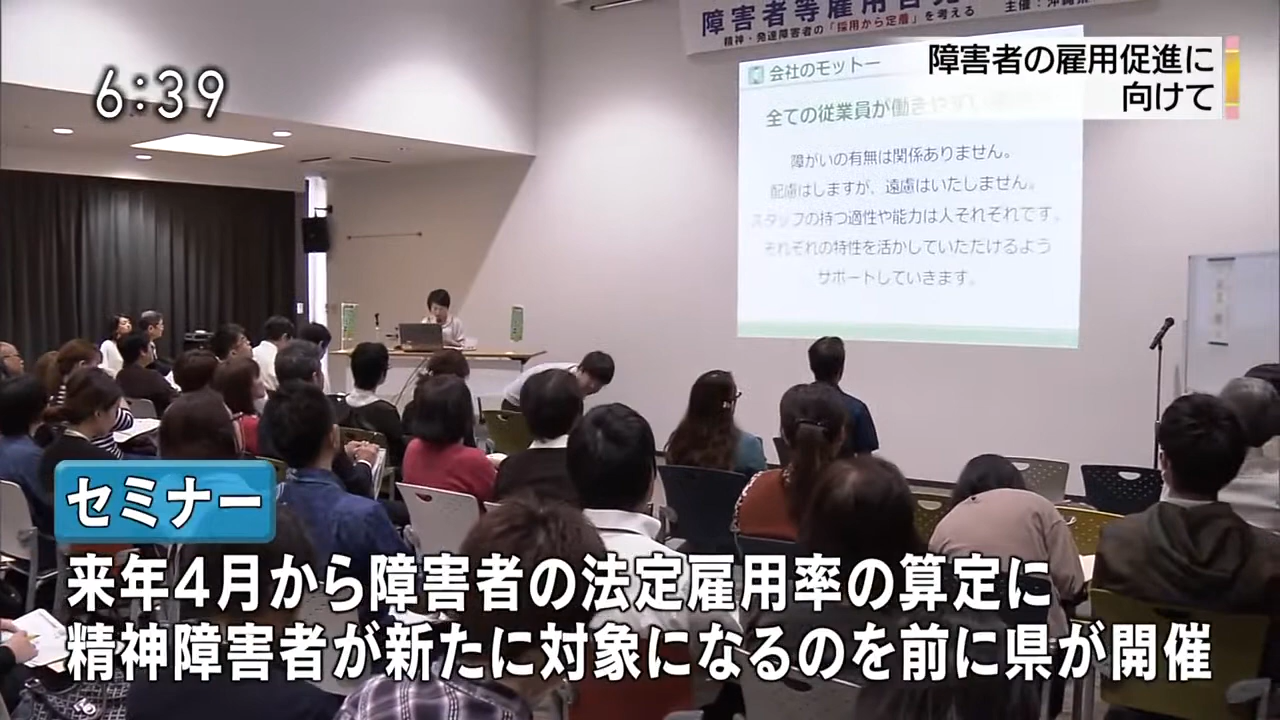 障害者等雇用
精神・発達障害者の「採用から定着」を考える
主催：沖縄県
6:39
障害者の雇用促進に
向けて
会社のモットー
全ての従業員が働きやすい
障がいの有無は関係ありません。
配慮はしますが、遠慮はいたしません。
スタッフの持つ適性や能力は人それぞれです。
それぞれの特性を活かしていただけるよう
サポートしていきます。
セミナー
来年4月から障害者の法定雇用率の算定に
精神障害者が新たに対象になるのを前に県が開催